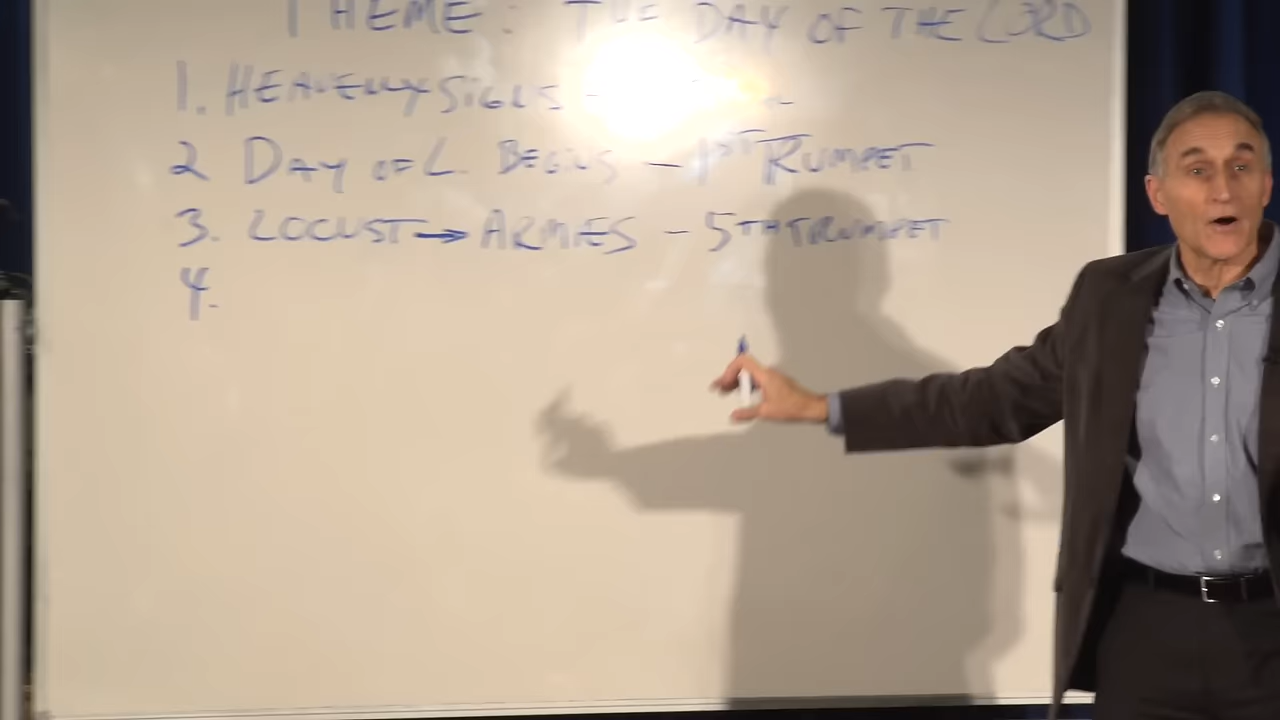 THEME: THE DAY OF THE LORD
1. HEAVENLY SIGNS -
2 DAY OF L. BEGINS - 1ST TRUMPET
3. LOCUST → ARMIES - 5TH TRUMPET
4.